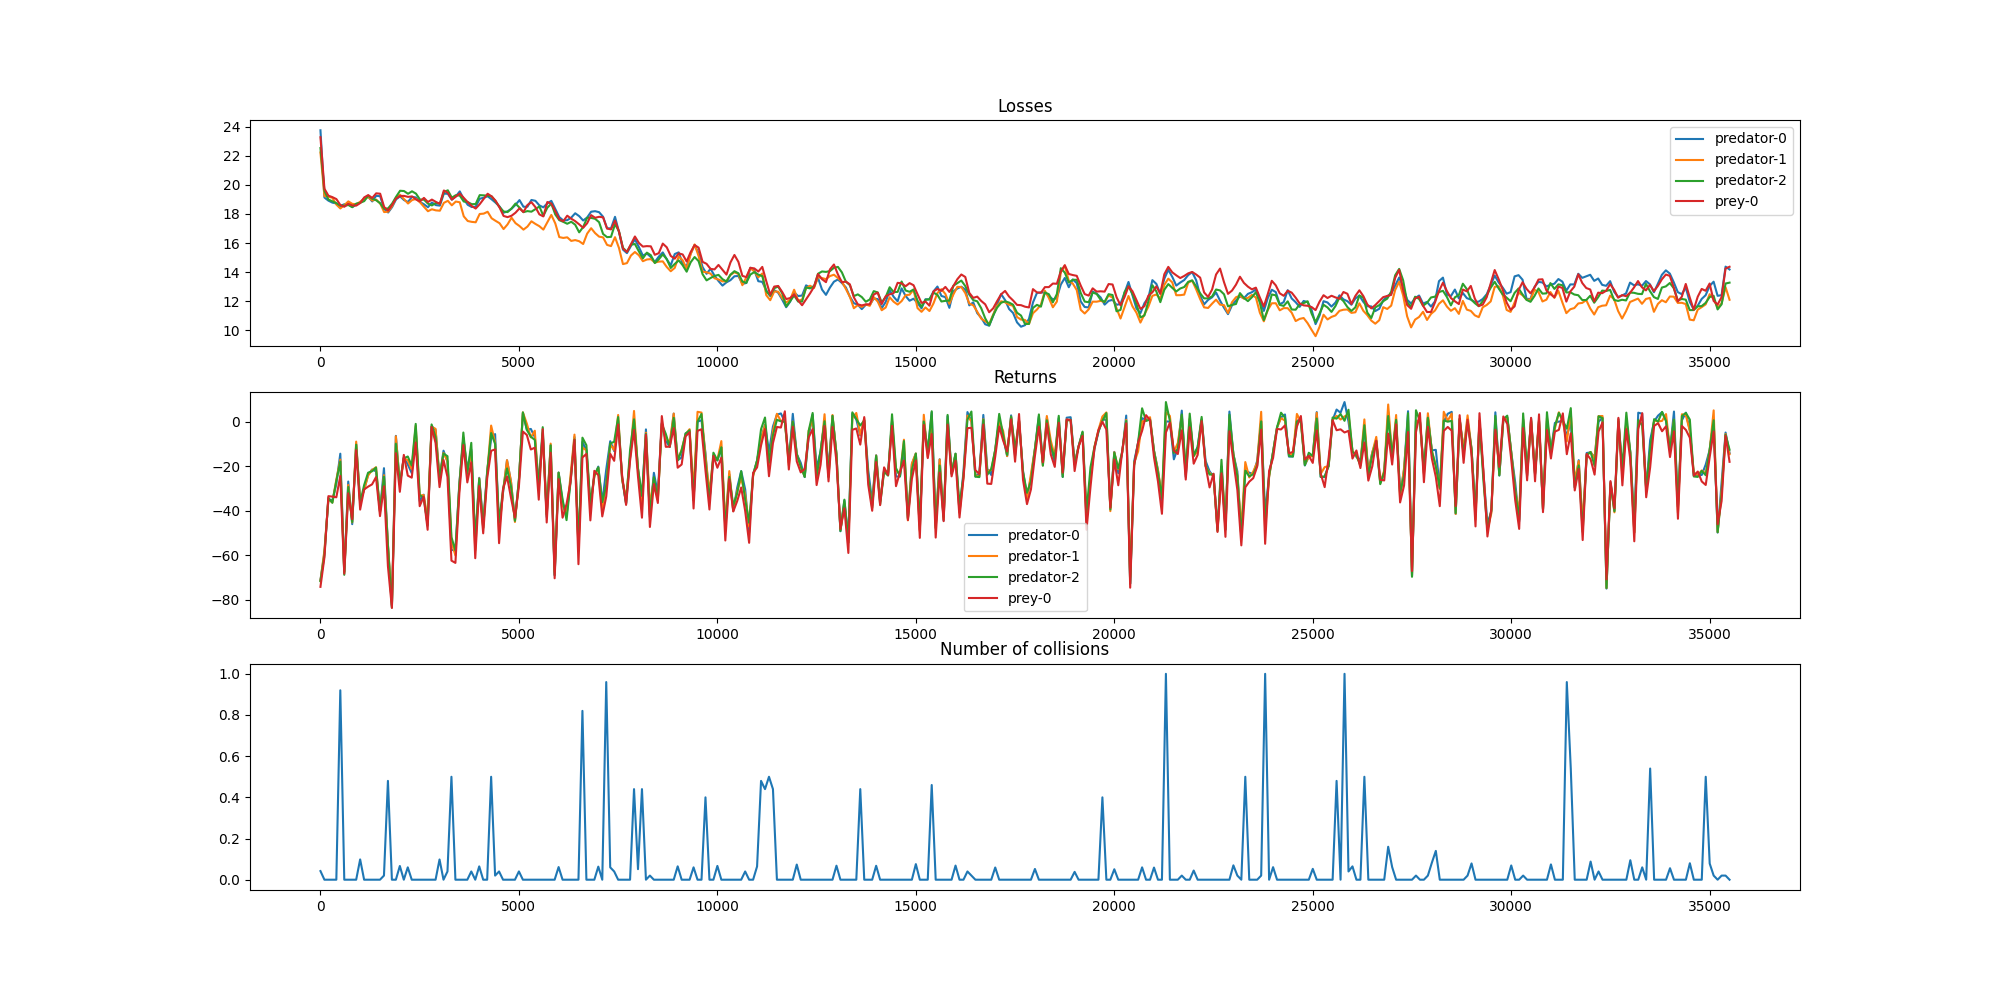 Losses
24
22
20
18
16
14
12
10
predator-0
predator-1
predator-2
prey-0
0 5000 10000 15000 20000 25000 30000 35000
Returns
0
−20
−40
−60
−80
predator-0
predator-1
predator-2
prey-0
0 5000 10000 15000 20000 25000 30000 35000
Number of collisions
1.0
0.8
0.6
0.4
0.2
0.0
0 5000 10000 15000 20000 25000 30000 35000